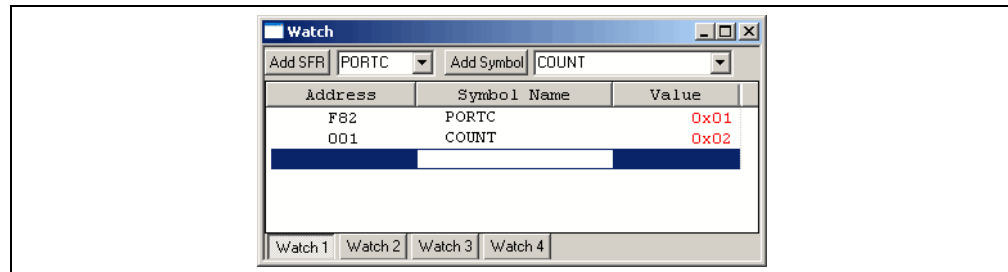 Watch
Add SFR PORTC Add Symbol COUNT
Address Symbol Name Value
F82 PORTC 0x01
001 COUNT 0x02
Watch 1 Watch 2 Watch 3 Watch 4